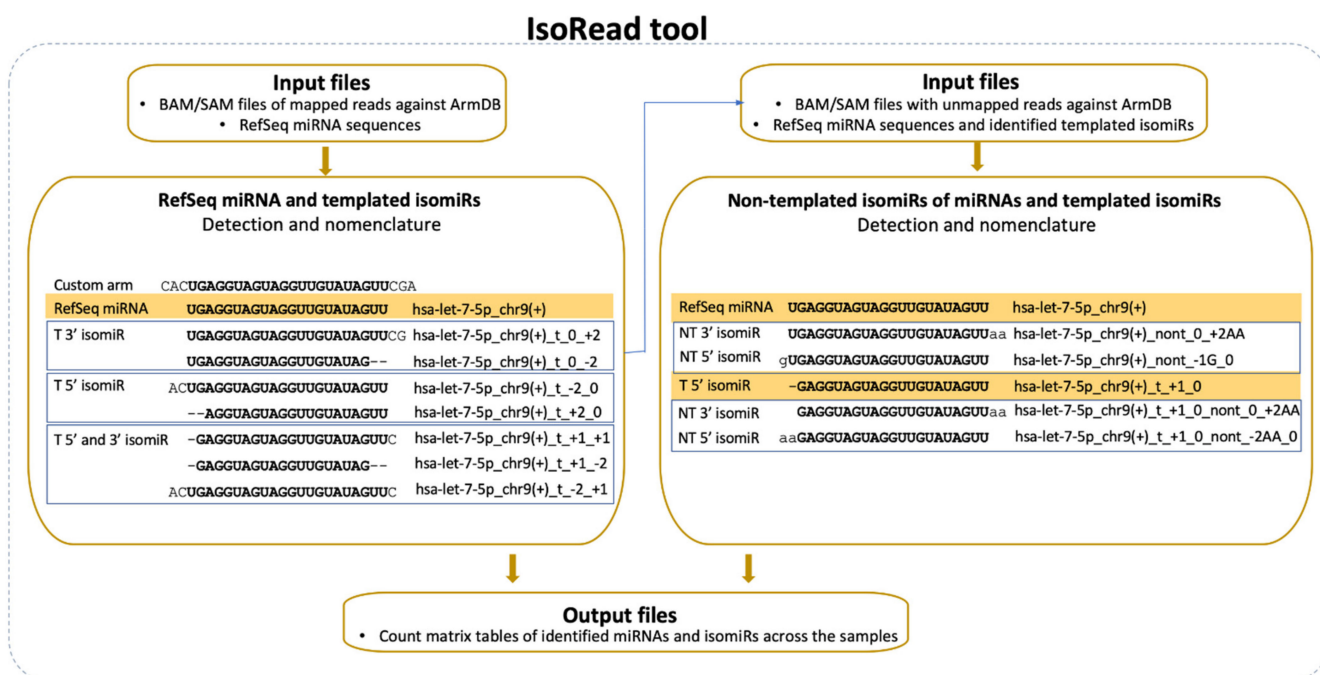 IsoRead tool
Input files
• BAM/SAM files of mapped reads against ArmDB
• RefSeq miRNA sequences
RefSeq miRNA and templated isomiRs
Detection and nomenclature
Custom arm CACUGAGGUAGUAGGUUGUAUAGUUCGA
RefSeq miRNA UGAGGUAGUAGGUUGUAUAGUU hsa-let-7-5p_chr9(+)
T 3' isomiR UGAGGUAGUAGGUUGUAUAGUUCG hsa-let-7-5p_chr9(+)_t_0_+2
UGAGGUAGUAGGUUGUAUAG-- hsa-let-7-5p_chr9(+)_t_0_-2
T 5' isomiR ACUGAGGUAGUAGGUUGUAUAGUU hsa-let-7-5p_chr9(+)_t_-2_0
--AGGUAGUAGGUUGUAUAGUU hsa-let-7-5p_chr9(+)_t_+2_0
T 5' and 3' isomiR -GAGGUAGUAGGUUGUAUAGUUC hsa-let-7-5p_chr9(+)_t_+1_+1
-GAGGUAGUAGGUUGUAUAG-- hsa-let-7-5p_chr9(+)_t_+1_-2
ACUGAGGUAGUAGGUUGUAUAGUUC hsa-let-7-5p_chr9(+)_t_-2_+1
Input files
• BAM/SAM files with unmapped reads against ArmDB
• RefSeq miRNA sequences and identified templated isomiRs
Non-templated isomiRs of miRNAs and templated isomiRs
Detection and nomenclature
RefSeq miRNA UGAGGUAGUAGGUUGUAUAGUU hsa-let-7-5p_chr9(+)
NT 3' isomiR UGAGGUAGUAGGUUGUAUAGUUaa hsa-let-7-5p_chr9(+)_nont_0_+2AA
NT 5' isomiR gUGAGGUAGUAGGUUGUAUAGUU hsa-let-7-5p_chr9(+)_nont_-1G_0
T 5' isomiR -GAGGUAGUAGGUUGUAUAGUU hsa-let-7-5p_chr9(+)_t_+1_0
NT 3' isomiR GAGGUAGUAGGUUGUAUAGUUaa hsa-let-7-5p_chr9(+)_t_+1_0_nont_0_+2AA
NT 5' isomiR aaGAGGUAGUAGGUUGUAUAGUU hsa-let-7-5p_chr9(+)_t_+1_0_nont_-2AA_0
Output files
• Count matrix tables of identified miRNAs and isomiRs across the samples